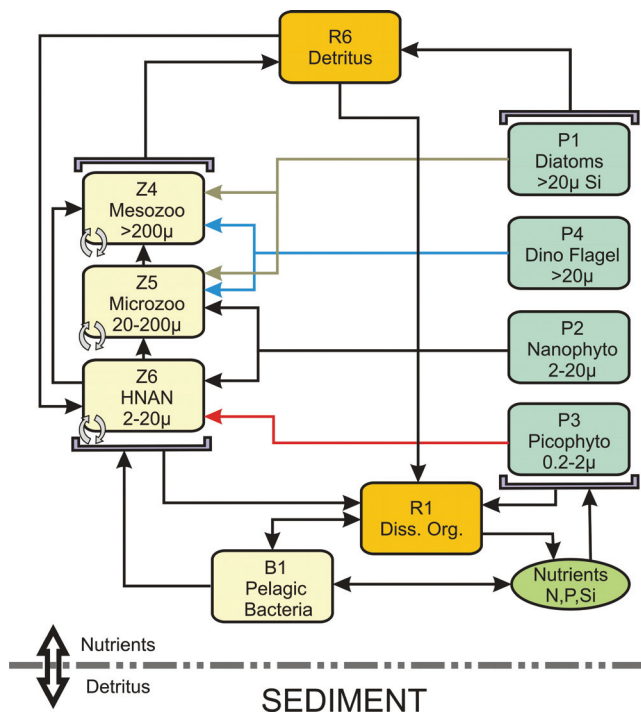 R6
Detritus
P1
Diatoms
>20μ Si
Z4
Mesozoo
>200μ
P4
Dino Flagel
>20μ
Z5
Microzoo
20-200μ
P2
Nanophyto
2-20μ
Z6
HNAN
2-20μ
P3
Picophyto
0.2-2μ
R1
Diss. Org.
B1
Pelagic
Bacteria
Nutrients
N,P,Si
Nutrients
Detritus
SEDIMENT